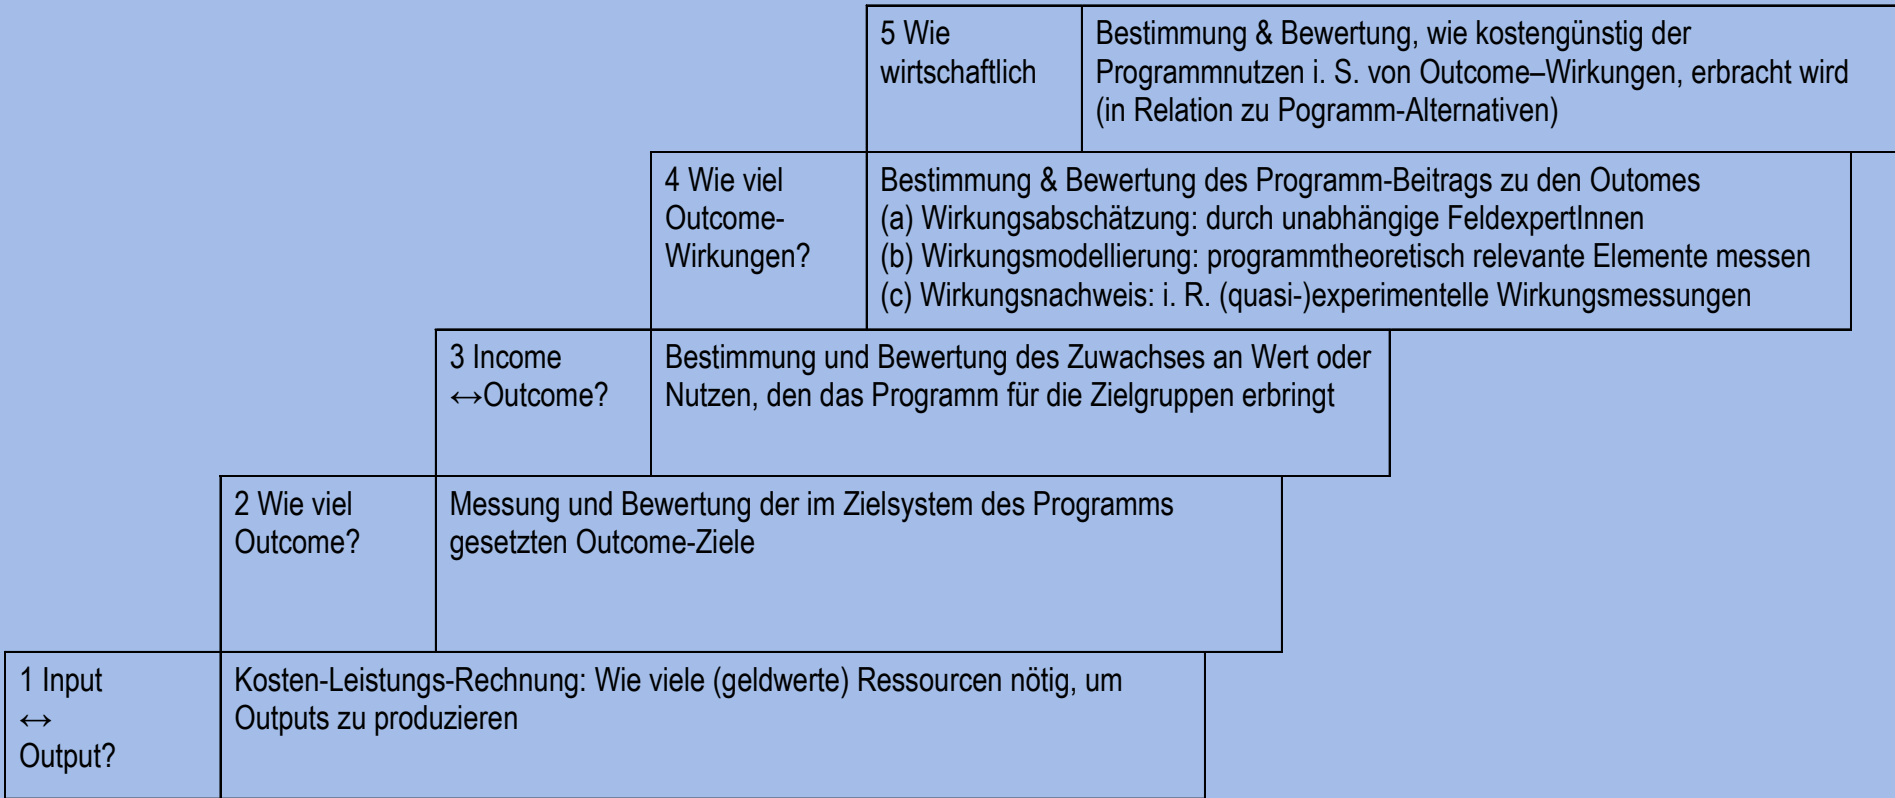 5 Wie
wirtschaftlich
Bestimmung & Bewertung, wie kostengünstig der
Programmnutzen i. S. von Outcome–Wirkungen, erbracht wird
(in Relation zu Pogramm-Alternativen)
4 Wie viel
Outcome-
Wirkungen?
Bestimmung & Bewertung des Programm-Beitrags zu den Outomes
(a) Wirkungsabschätzung: durch unabhängige FeldexpertInnen
(b) Wirkungsmodellierung: programmtheoretisch relevante Elemente messen
(c) Wirkungsnachweis: i. R. (quasi-)experimentelle Wirkungsmessungen
3 Income
↔Outcome?
Bestimmung und Bewertung des Zuwachses an Wert oder
Nutzen, den das Programm für die Zielgruppen erbringt
2 Wie viel
Outcome?
Messung und Bewertung der im Zielsystem des Programms
gesetzten Outcome-Ziele
1 Input
↔
Output?
Kosten-Leistungs-Rechnung: Wie viele (geldwerte) Ressourcen nötig, um
Outputs zu produzieren